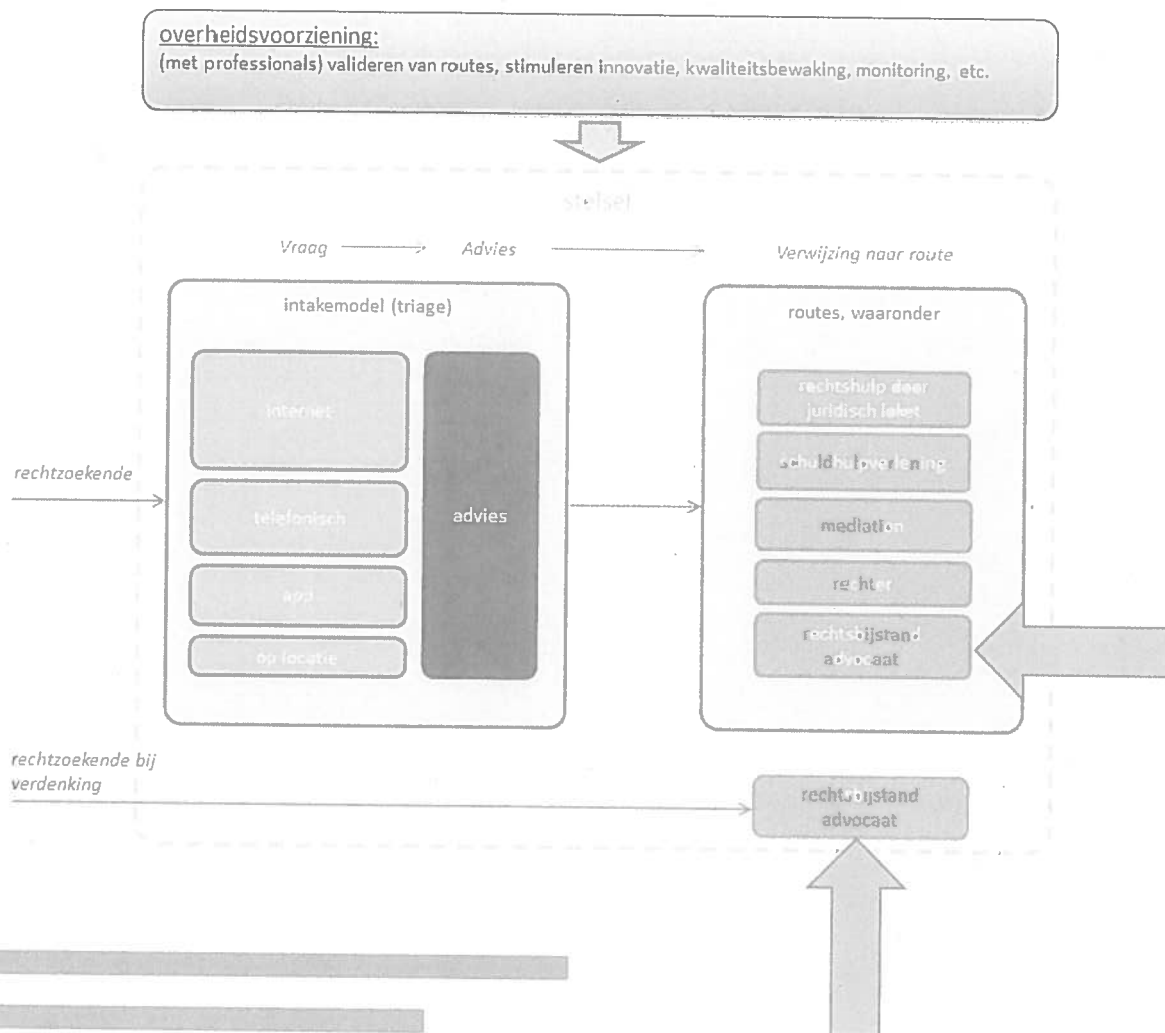 overheidsvoorziening:
(met professionals) valideren van routes, stimuleren innovatie, kwaliteitsbewaking, monitoring, etc.
stelsel
Vraag
Advies
Verwijzing naar route
intakemodel (triage)
routes, waaronder
internet
telefonisch
app
op locatie
advies
rechtzoekende
rechtshulp door
juridisch loket
schuldhulpverlening
mediation
rechter
rechtsbijstand
advocaat
rechtzoekende bij
verdenking
rechtsbijstand
advocaat